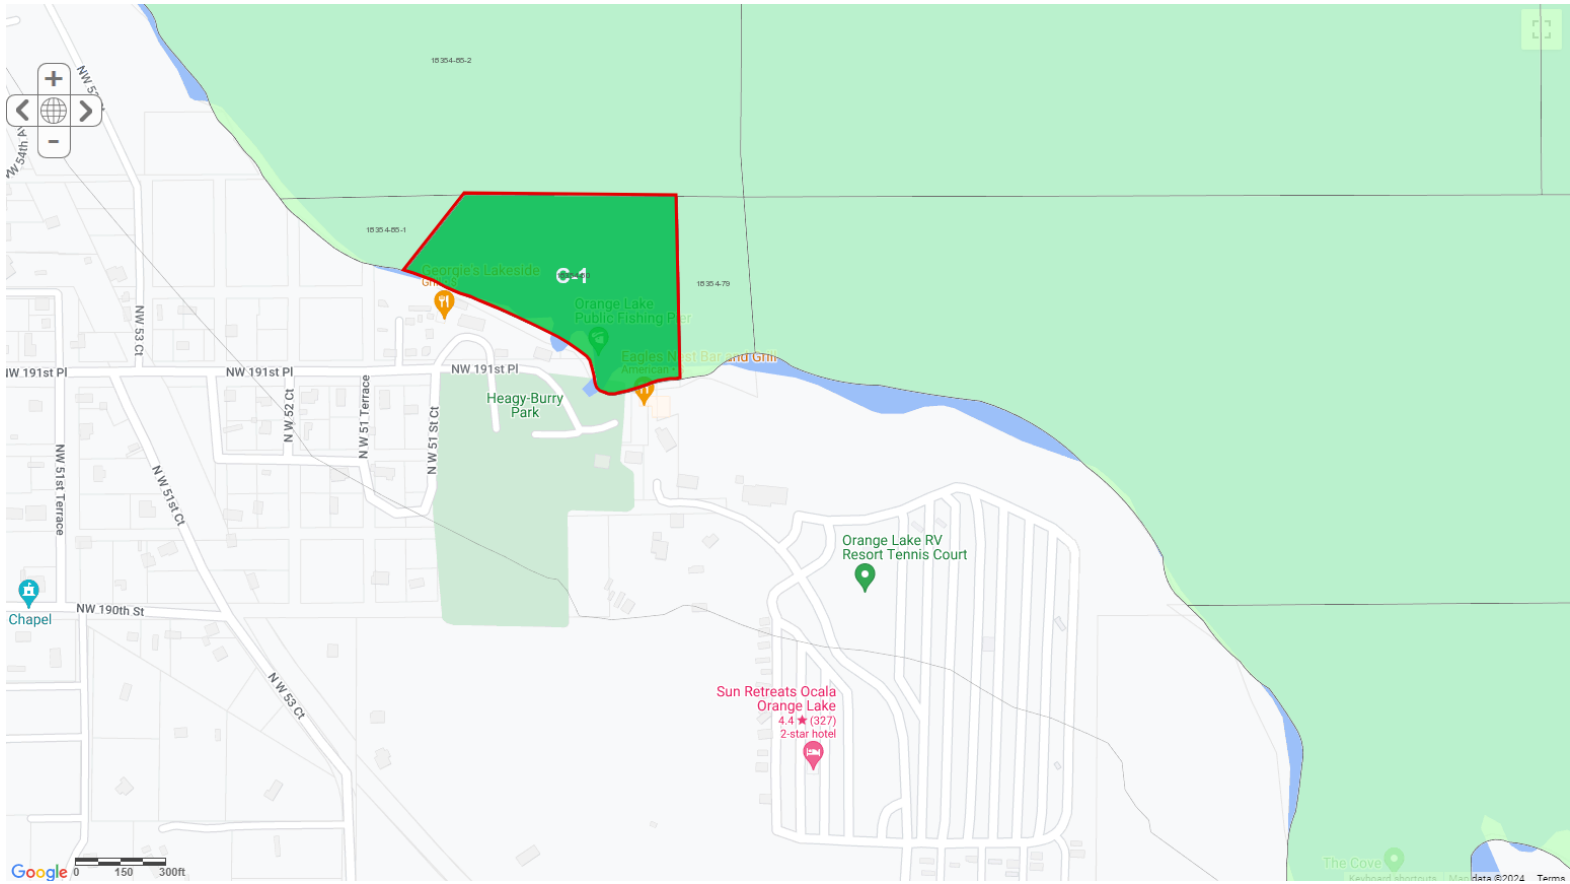 18354-86-2
NW 53
NW 54th AV
+
-
18354-85-1
C-1
18354-79
Georgie's Lakeside
Orange Lake
Public Fishing Pier
Eagles Nest Bar and Grill
American
NW 53 Ct
NW 191st Pl
NW 191st Pl
NW 191st Pl
N W 52 Ct
N W 51 Terrace
N W 51 St Ct
Heagy-Burry
Park
NW 51st Terrace
N W 51st Ct
Orange Lake RV
Resort Tennis Court
Chapel
NW 190th St
N W 53 Ct
Sun Retreats Ocala
Orange Lake
4.4 ★ (327)
2-star hotel
The Cove
Google
0 150 300ft
Keyboard shortcuts
Map data ©2024
Terms